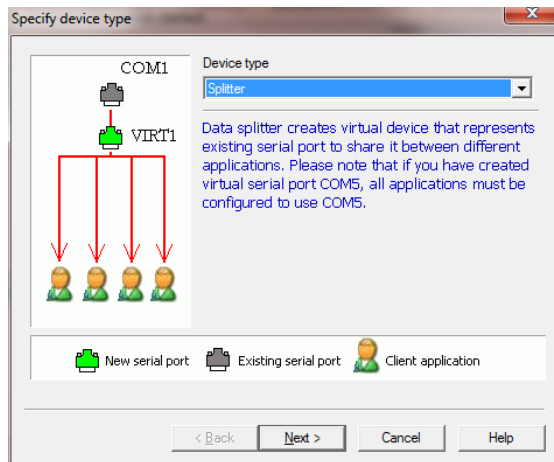 Specify device type
COM1
VIRT1
Device type
Splitter
Data splitter creates virtual device that represents
existing serial port to share it between different
applications. Please note that if you have created
virtual serial port COM5, all applications must be
configured to use COM5.
New serial port Existing serial port Client application
< Back Next > Cancel Help